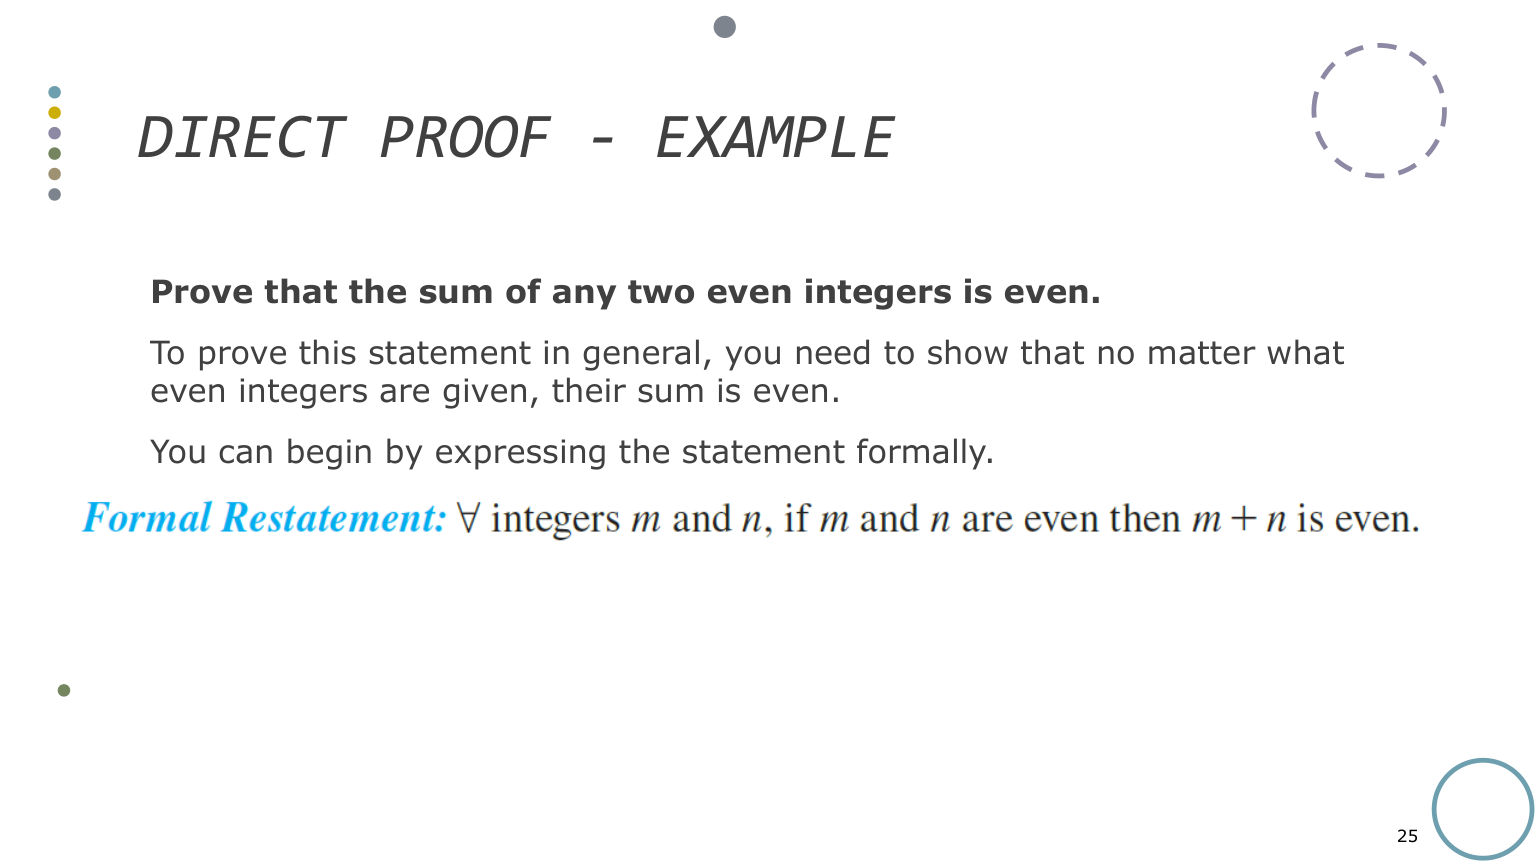 DIRECT PROOF - EXAMPLE
Prove that the sum of any two even integers is even.
To prove this statement in general, you need to show that no matter what
even integers are given, their sum is even.
You can begin by expressing the statement formally.
Formal Restatement: ∀ integers m and n, if m and n are even then m + n is even.
25